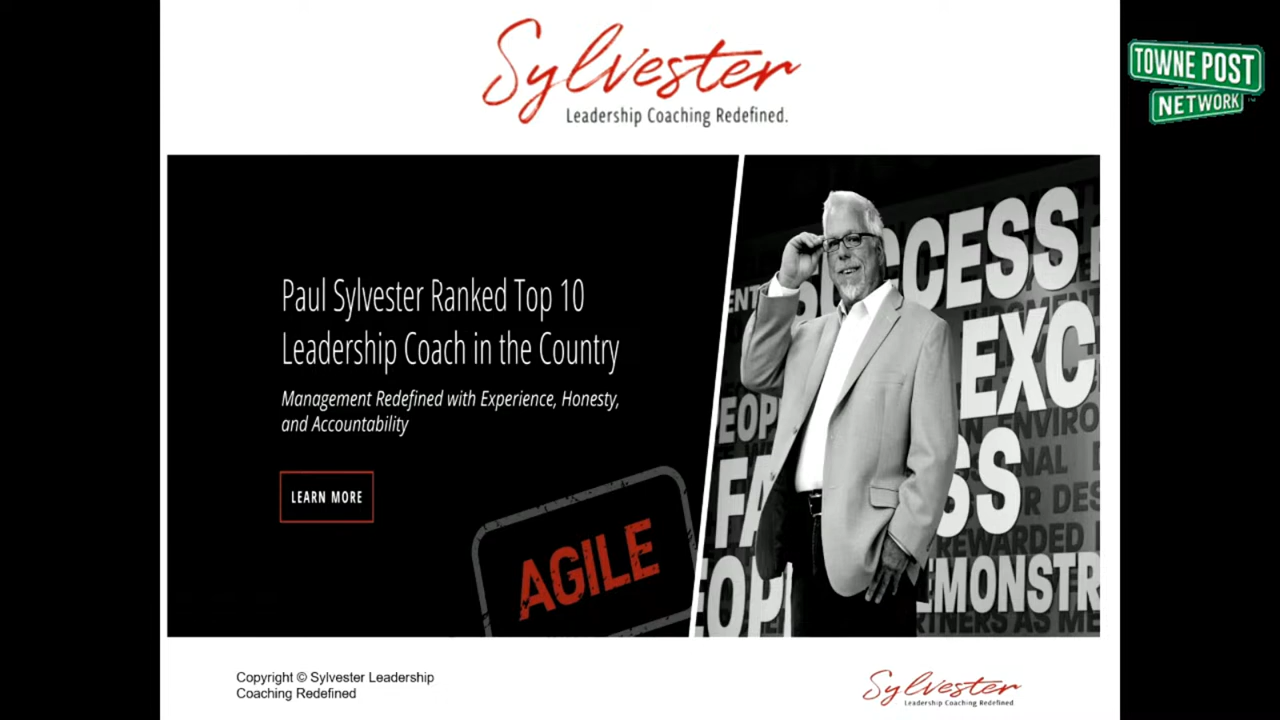 Sylvester
Leadership Coaching Redefined.
TOWNE POST
NETWORK™
Paul Sylvester Ranked Top 10
Leadership Coach in the Country
Management Redefined with Experience, Honesty,
and Accountability
LEARN MORE
AGILE
SUCCESS
EXC
SS
EMONSTR
REWARDED
Copyright © Sylvester Leadership
Coaching Redefined
Sylvester
Leadership Coaching Redefined